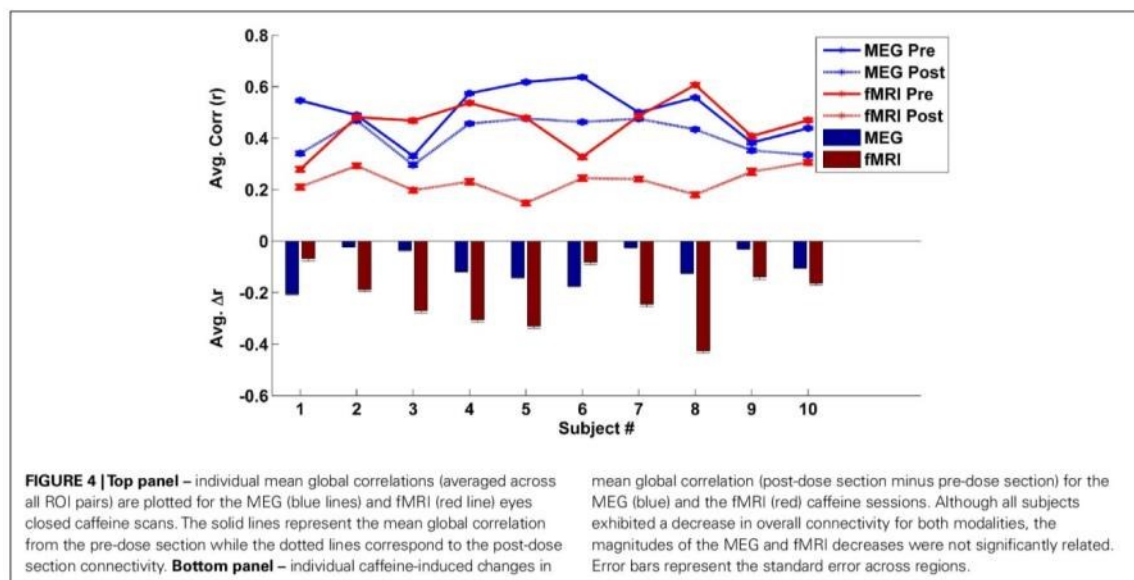 0.8
0.6
0.4
0.2
0
-0.2
-0.4
-0.6
Avg. Corr (r)
Avg. Δr
MEG Pre
MEG Post
fMRI Pre
fMRI Post
MEG
fMRI
1 2 3 4 5 6 7 8 9 10
Subject #
FIGURE 4 | Top panel – individual mean global correlations (averaged across
all ROI pairs) are plotted for the MEG (blue lines) and fMRI (red line) eyes
closed caffeine scans. The solid lines represent the mean global correlation
from the pre-dose section while the dotted lines correspond to the post-dose
section connectivity. Bottom panel – individual caffeine-induced changes in
mean global correlation (post-dose section minus pre-dose section) for the
MEG (blue) and the fMRI (red) caffeine sessions. Although all subjects
exhibited a decrease in overall connectivity for both modalities, the
magnitudes of the MEG and fMRI decreases were not significantly related.
Error bars represent the standard error across regions.